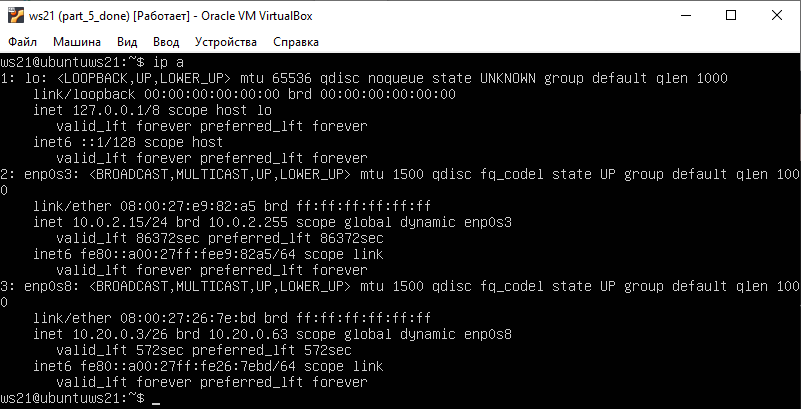 ws21 (part_5_done) [Работает] - Oracle VM VirtualBox
Файл Машина Вид Ввод Устройства Справка
ws21@ubuntuws21:~$ ip a
1: lo: <LOOPBACK,UP,LOWER_UP> mtu 65536 qdisc noqueue state UNKNOWN group default qlen 1000
    link/loopback 00:00:00:00:00:00 brd 00:00:00:00:00:00
    inet 127.0.0.1/8 scope host lo
       valid_lft forever preferred_lft forever
    inet6 ::1/128 scope host
       valid_lft forever preferred_lft forever
2: enp0s3: <BROADCAST,MULTICAST,UP,LOWER_UP> mtu 1500 qdisc fq_codel state UP group default qlen 100
0
    link/ether 08:00:27:e9:82:a5 brd ff:ff:ff:ff:ff:ff
    inet 10.0.2.15/24 brd 10.0.2.255 scope global dynamic enp0s3
       valid_lft 86372sec preferred_lft 86372sec
    inet6 fe80::a00:27ff:fee9:82a5/64 scope link
       valid_lft forever preferred_lft forever
3: enp0s8: <BROADCAST,MULTICAST,UP,LOWER_UP> mtu 1500 qdisc fq_codel state UP group default qlen 100
0
    link/ether 08:00:27:26:7e:bd brd ff:ff:ff:ff:ff:ff
    inet 10.20.0.3/26 brd 10.20.0.63 scope global dynamic enp0s8
       valid_lft 572sec preferred_lft 572sec
    inet6 fe80::a00:27ff:fe26:7ebd/64 scope link
       valid_lft forever preferred_lft forever
ws21@ubuntuws21:~$ _